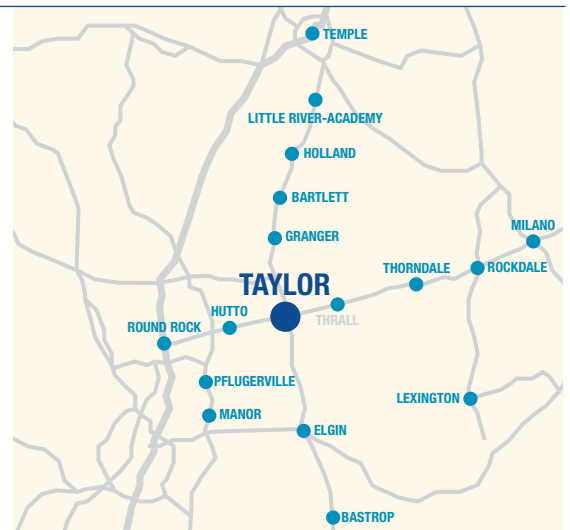 TEMPLE
LITTLE RIVER-ACADEMY
HOLLAND
BARTLETT
MILANO
GRANGER
THORNDALE
ROCKDALE
TAYLOR
HUTTO
THRALL
ROUND ROCK
PFLUGERVILLE
LEXINGTON
MANOR
ELGIN
BASTROP